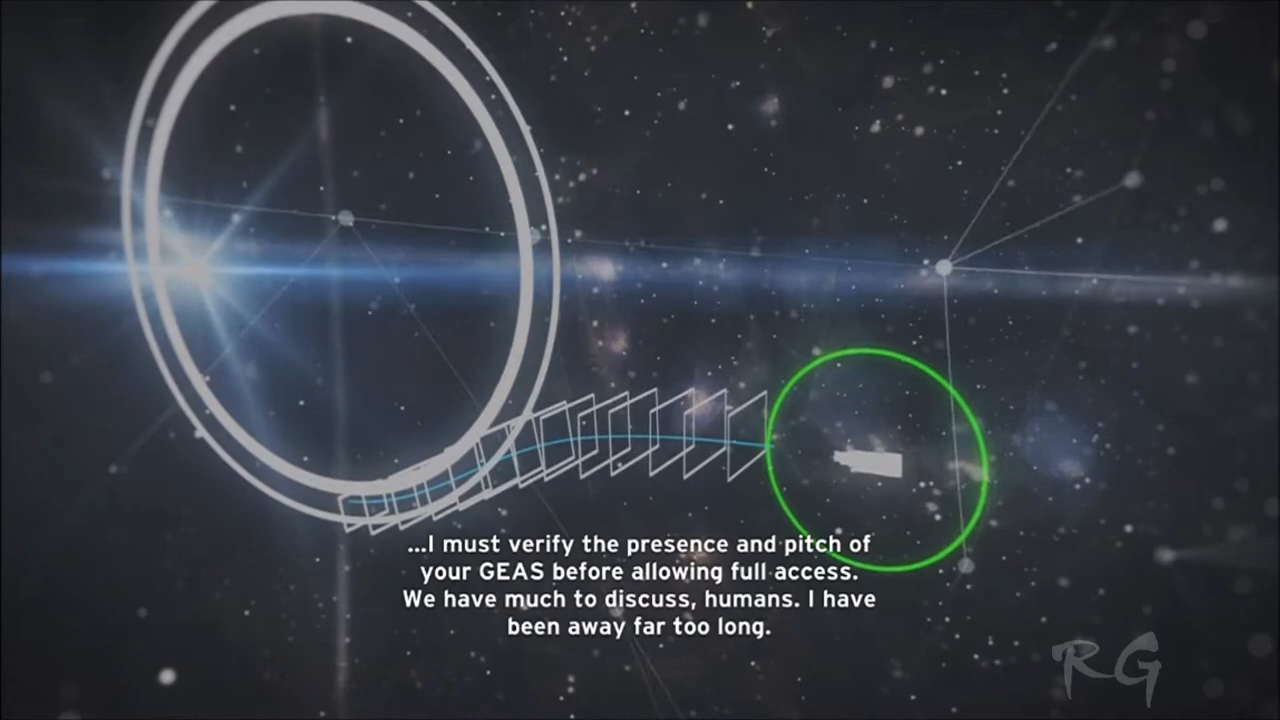 ...I must verify the presence and pitch of
your GEAS before allowing full access.
We have much to discuss, humans. I have
been away far too long.
RG